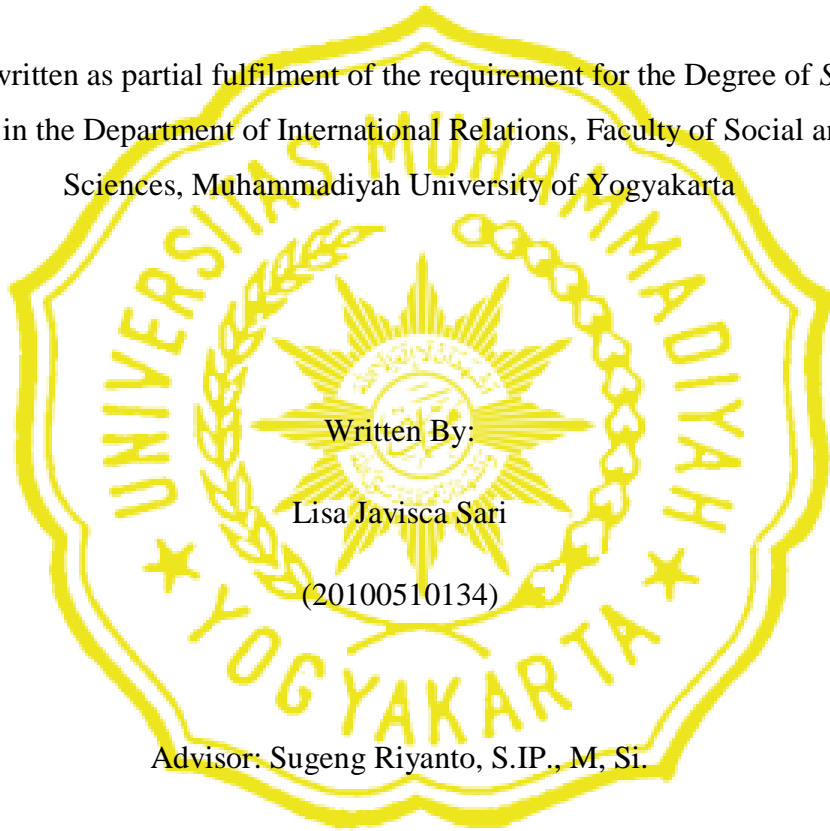 written as partial fulfilment of the requirement for the Degree of S
in the Department of International Relations, Faculty of Social a
Sciences, Muhammadiyah University of Yogyakarta
UNIVERSITAS MUHAMMADIYAH
Written By:
Lisa Javisca Sari
(20100510134)
YOGYAKARTA
Advisor: Sugeng Riyanto, S.IP., M, Si.